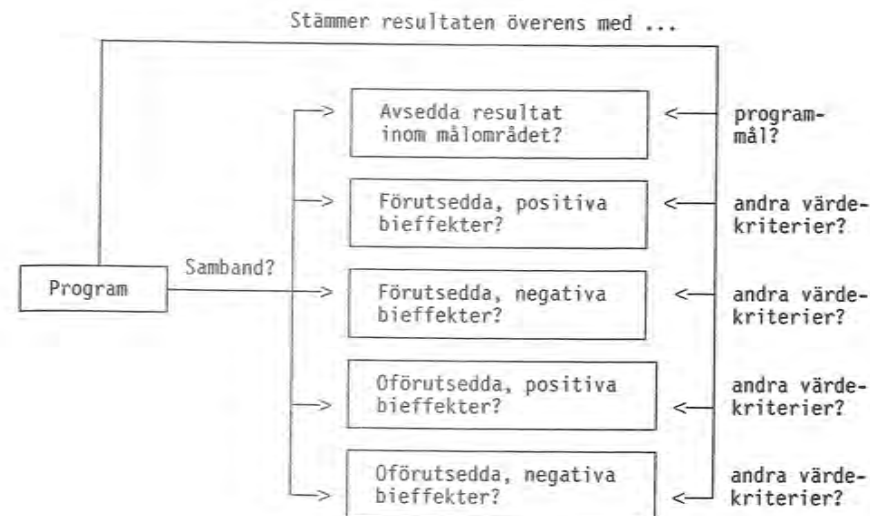 Stämmer resultaten överens med ...
Avsedda resultat
inom målområdet?
program-
mål?
Förutsedda, positiva
bieffekter?
andra värde-
kriterier?
Samband?
Program
Förutsedda, negativa
bieffekter?
andra värde-
kriterier?
Oförutsedda, positiva
bieffekter?
andra värde-
kriterier?
Oförutsedda, negativa
bieffekter?
andra värde-
kriterier?